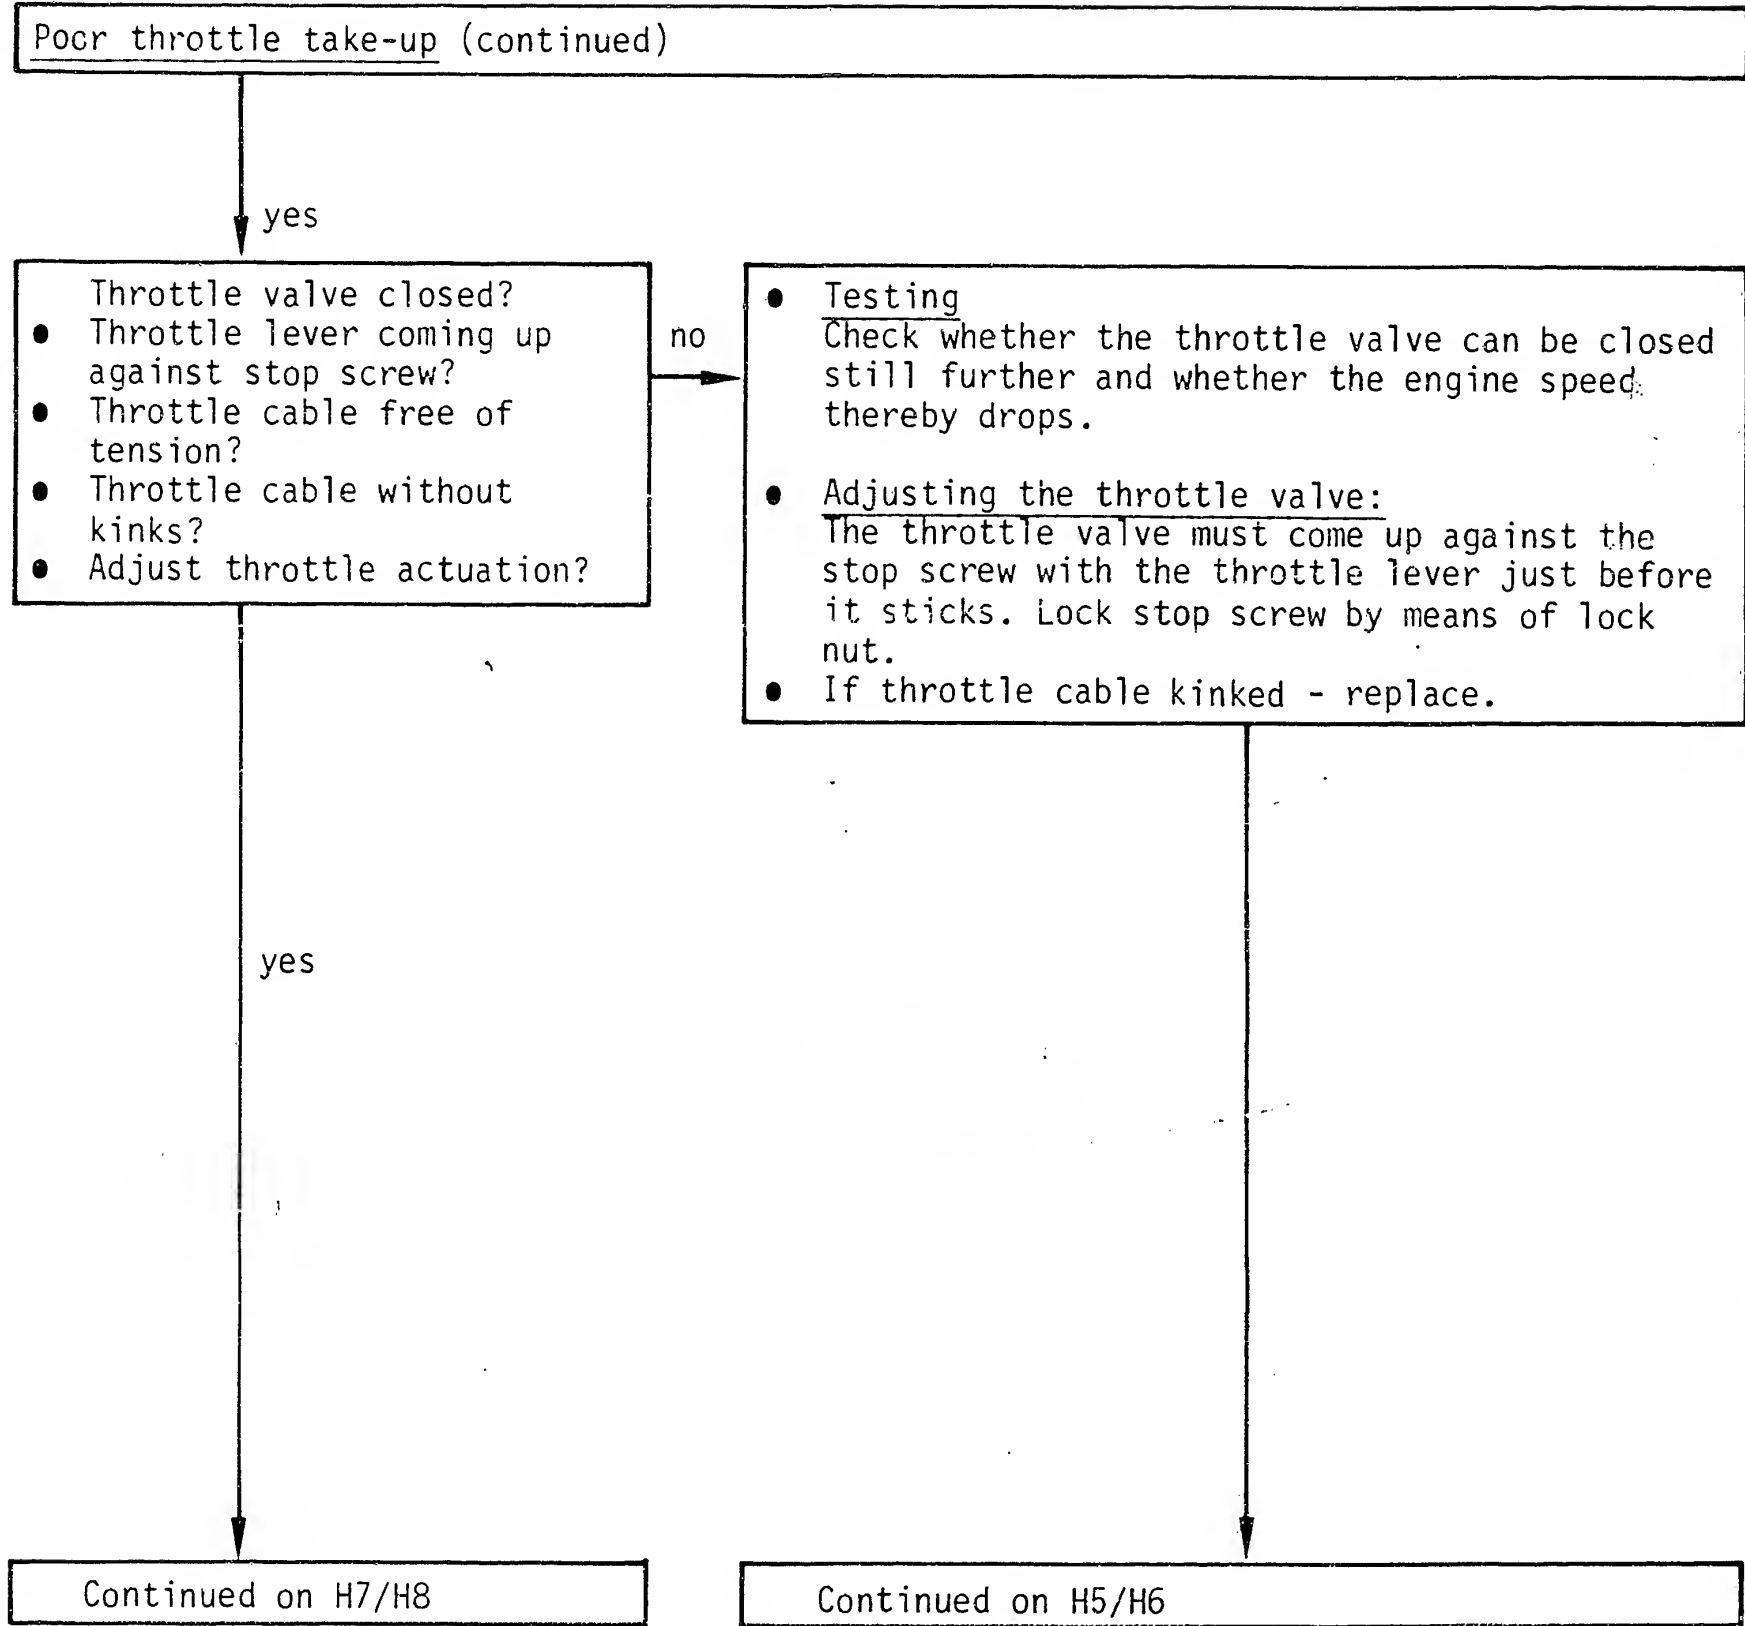 Poor throttle take-up (continued)
yes
Throttle valve closed?
● Throttle lever coming up
against stop screw?
● Throttle cable free of
tension?
● Throttle cable without
kinks?
● Adjust throttle actuation?
no
● Testing
Check whether the throttle valve can be closed
still further and whether the engine speed
thereby drops.
● Adjusting the throttle valve:
The throttle valve must come up against the
stop screw with the throttle lever just before
it sticks. Lock stop screw by means of lock
nut.
● If throttle cable kinked - replace.
yes
Continued on H7/H8
Continued on H5/H6